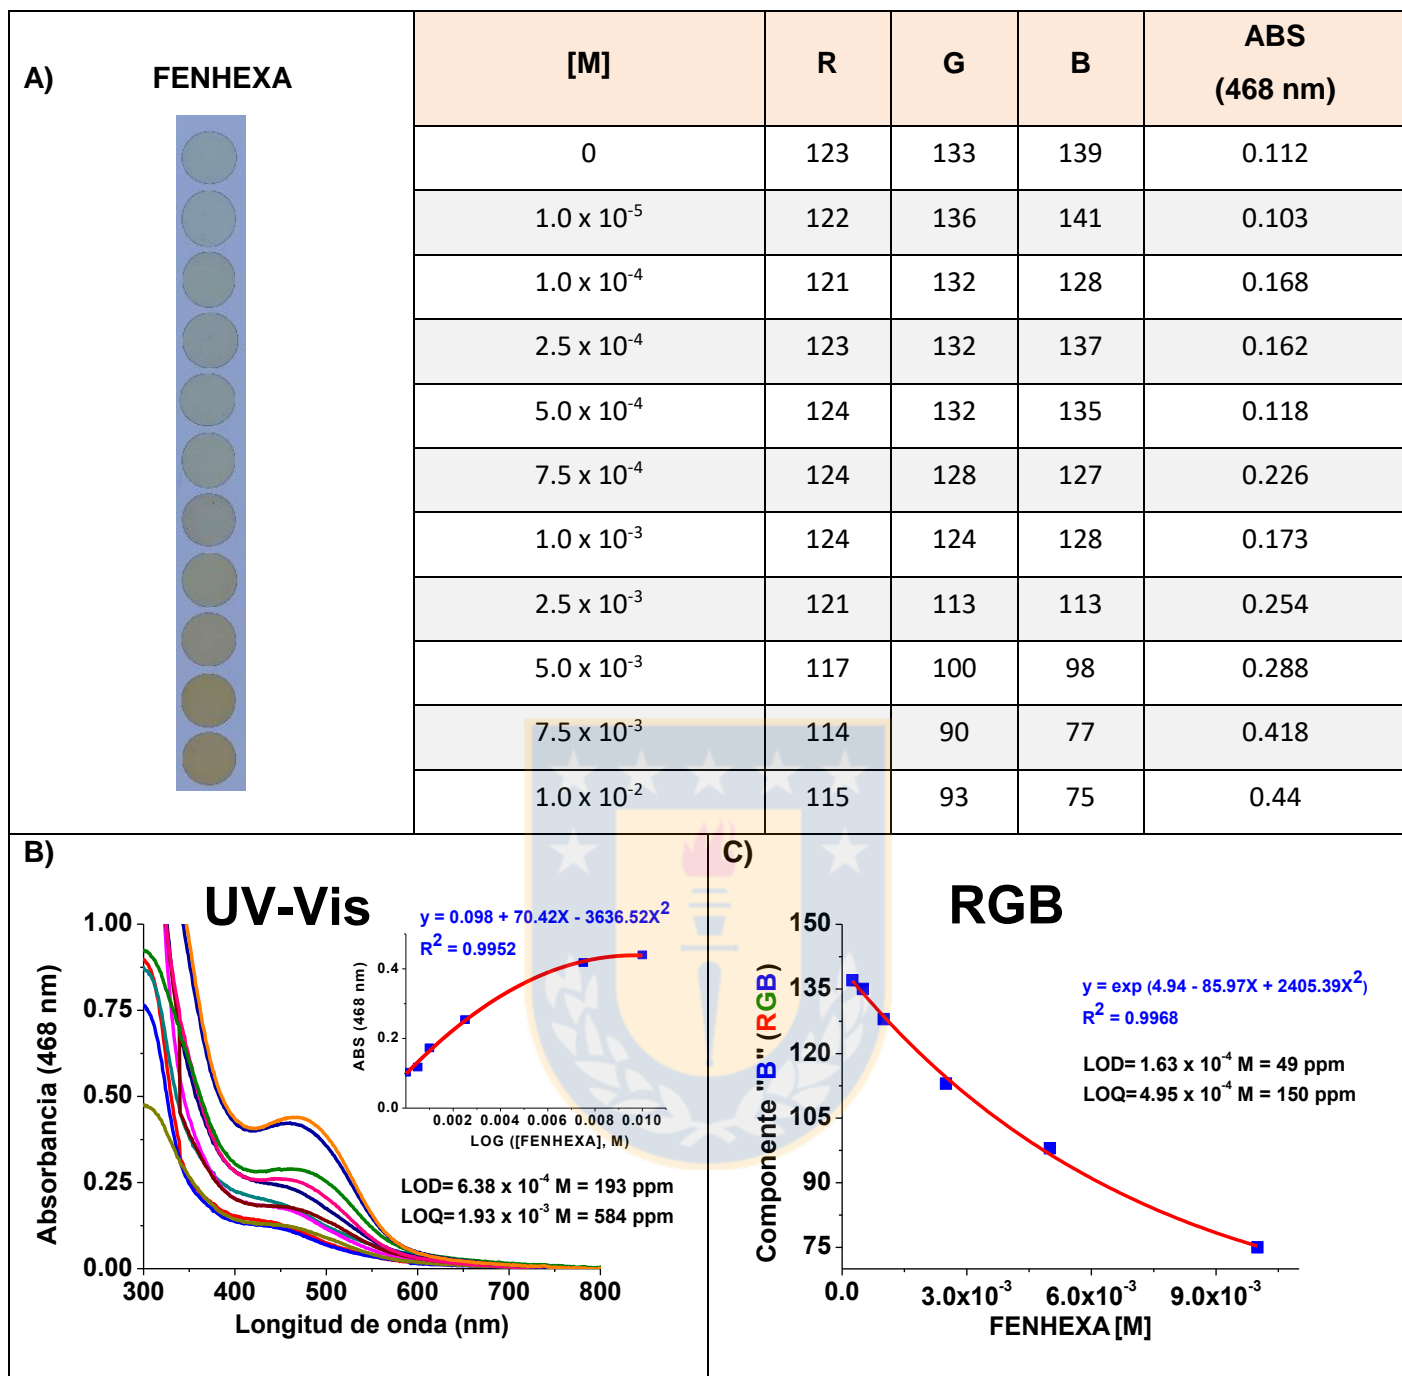 A) FENHEXA
[M] R G B ABS (468 nm)
0 123 133 139 0.112
1.0 x 10⁻⁵ 122 136 141 0.103
1.0 x 10⁻⁴ 121 132 128 0.168
2.5 x 10⁻⁴ 123 132 137 0.162
5.0 x 10⁻⁴ 124 132 135 0.118
7.5 x 10⁻⁴ 124 128 127 0.226
1.0 x 10⁻³ 124 124 128 0.173
2.5 x 10⁻³ 121 113 113 0.254
5.0 x 10⁻³ 117 100 98 0.288
7.5 x 10⁻³ 114 90 77 0.418
1.0 x 10⁻² 115 93 75 0.44
B)
UV-Vis
Absorbancia (468 nm)
1.00
0.75
0.50
0.25
0.00
300 400 500 600 700 800
Longitud de onda (nm)
y = 0.098 + 70.42X - 3636.52X²
R² = 0.9952
ABS (468 nm)
0.4
0.2
0.0
0.002 0.004 0.006 0.008 0.010
LOG ([FENHEXA], M)
LOD= 6.38 x 10⁻⁴ M = 193 ppm
LOQ= 1.93 x 10⁻³ M = 584 ppm
C)
RGB
Componente "B" (RGB)
150
135
120
105
90
75
0.0 3.0x10⁻³ 6.0x10⁻³ 9.0x10⁻³
FENHEXA [M]
y = exp (4.94 - 85.97X + 2405.39X²)
R² = 0.9968
LOD= 1.63 x 10⁻⁴ M = 49 ppm
LOQ= 4.95 x 10⁻⁴ M = 150 ppm